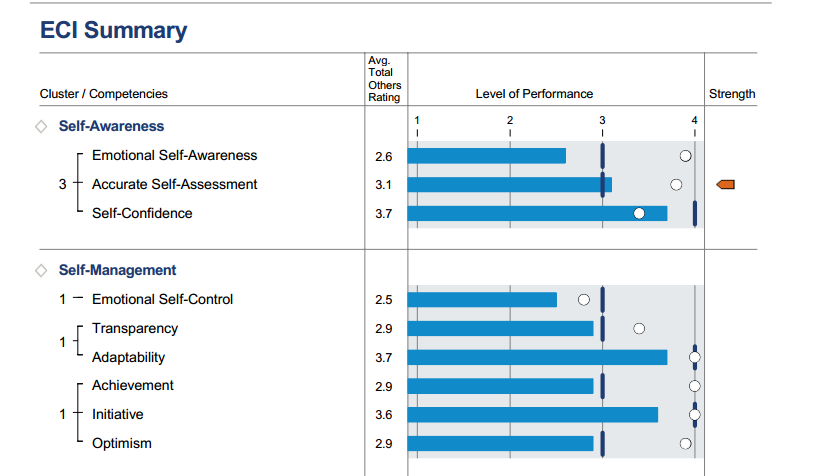 ECI Summary
Avg.
Total
Others
Rating
Cluster / Competencies
Level of Performance
Strength
1 2 3 4
Self-Awareness
Emotional Self-Awareness 2.6
3 Accurate Self-Assessment 3.1
Self-Confidence 3.7
Self-Management
1 Emotional Self-Control 2.5
Transparency 2.9
1
Adaptability 3.7
Achievement 2.9
1 Initiative 3.6
Optimism 2.9